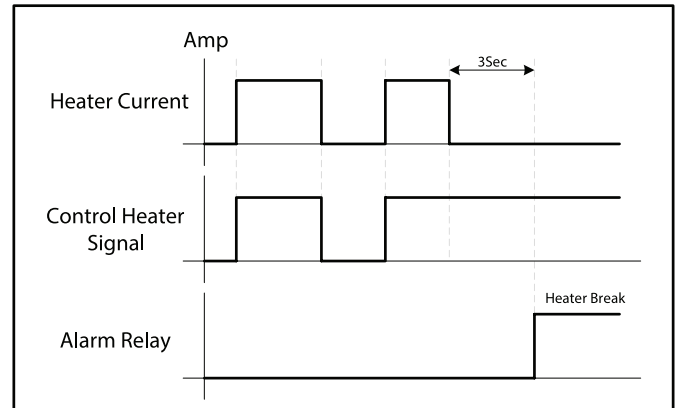 Amp
3Sec
Heater Current
Control Heater
Signal
Heater Break
Alarm Relay